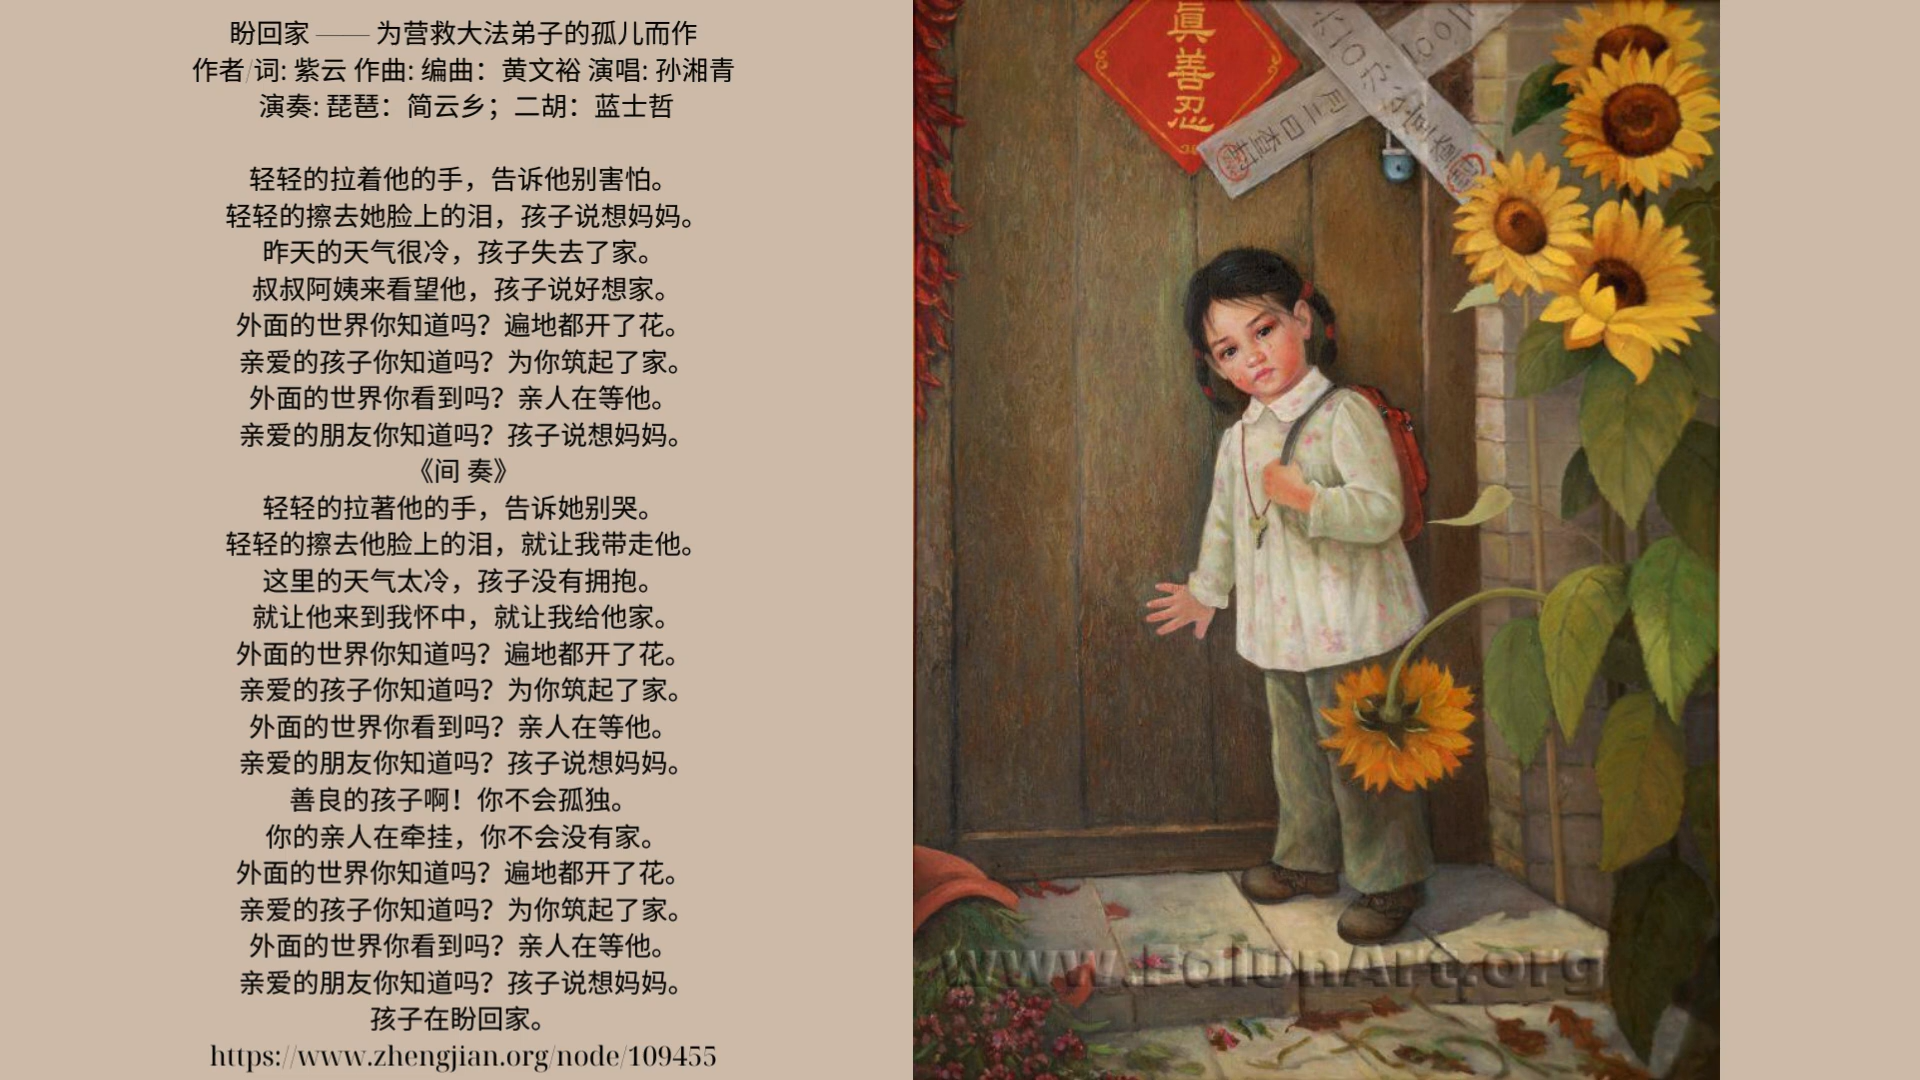 盼回家 —— 为营救大法弟子的孤儿而作
作者/词: 紫云 作曲: 编曲：黄文裕 演唱: 孙湘青
演奏: 琵琶：简云乡；二胡：蓝士哲
轻轻的拉着他的手，告诉他别害怕。
轻轻的擦去她脸上的泪，孩子说想妈妈。
昨天的天气很冷，孩子失去了家。
叔叔阿姨来看望他，孩子说好想家。
外面的世界你知道吗？遍地都开了花。
亲爱的孩子你知道吗？为你筑起了家。
外面的世界你看到吗？亲人在等他。
亲爱的朋友你知道吗？孩子说想妈妈。
《间 奏》
轻轻的拉著他的手，告诉她别哭。
轻轻的擦去他脸上的泪，就让我带走他。
这里的天气太冷，孩子没有拥抱。
就让他来到我怀中，就让我给他家。
外面的世界你知道吗？遍地都开了花。
亲爱的孩子你知道吗？为你筑起了家。
外面的世界你看到吗？亲人在等他。
亲爱的朋友你知道吗？孩子说想妈妈。
善良的孩子啊！你不会孤独。
你的亲人在牵挂，你不会没有家。
外面的世界你知道吗？遍地都开了花。
亲爱的孩子你知道吗？为你筑起了家。
外面的世界你看到吗？亲人在等他。
亲爱的朋友你知道吗？孩子说想妈妈。
孩子在盼回家。
https://www.zhengjian.org/node/109455
眞善忍
月三日查封
www.FalunArt.org